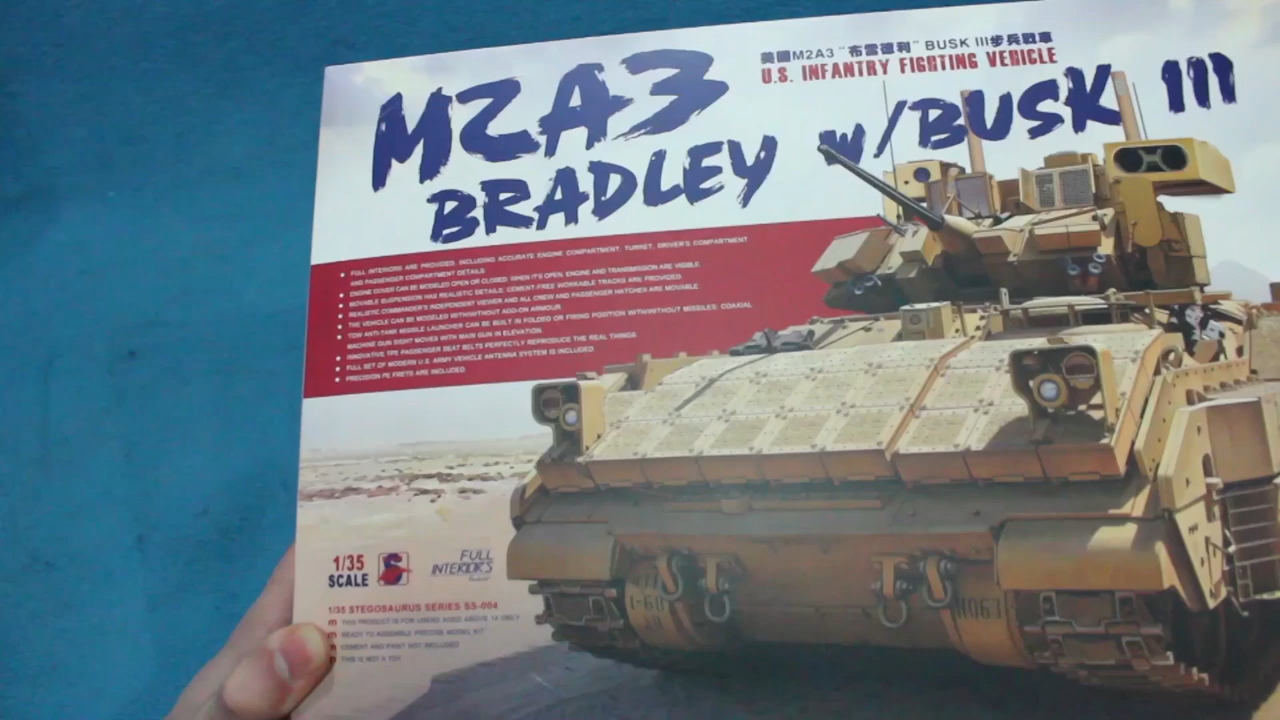 美國M2A3 "布雷德利" BUSK III步兵戰車
U.S. INFANTRY FIGHTING VEHICLE
M2A3
BRADLEY w/BUSK III
FULL INTERIORS ARE PROVIDED, INCLUDING ACCURATE ENGINE COMPARTMENT, TURRET, DRIVER'S COMPARTMENT
AND PASSENGER COMPARTMENT DETAILS
ENGINE COVER CAN BE MODELED OPEN OR CLOSED; WHEN IT'S OPEN, ENGINE AND TRANSMISSION ARE VISIBLE
MOVABLE SUSPENSION HAS REALISTIC DETAILS; CEMENT-FREE WORKABLE TRACKS ARE PROVIDED
REALISTIC COMMANDER'S INDEPENDENT VIEWER AND ALL CREW AND PASSENGER HATCHES ARE MOVABLE
THE VEHICLE CAN BE MODELED WITH/WITHOUT ADD-ON ARMOUR
TOW ANTI-TANK MISSILE LAUNCHER CAN BE BUILT IN FOLDED OR FIRING POSITION WITH/WITHOUT MISSILES; COAXIAL
MACHINE GUN SIGHT MOVES WITH MAIN GUN IN ELEVATION
INNOVATIVE TPE PASSENGER SEAT BELTS PERFECTLY REPRODUCE THE REAL THINGS
FULL SET OF MODERN U.S. ARMY VEHICLE ANTENNA SYSTEM IS INCLUDED
PRECISION PE FRETS ARE INCLUDED
1/35
SCALE
FULL
INTERIORS
1/35 STEGOSAURUS SERIES SS-004
THIS PRODUCT IS FOR USERS AGED ABOVE 14 ONLY
READY TO ASSEMBLE PRECISE MODEL KIT
CEMENT AND PAINT NOT INCLUDED
THIS IS NOT A TOY